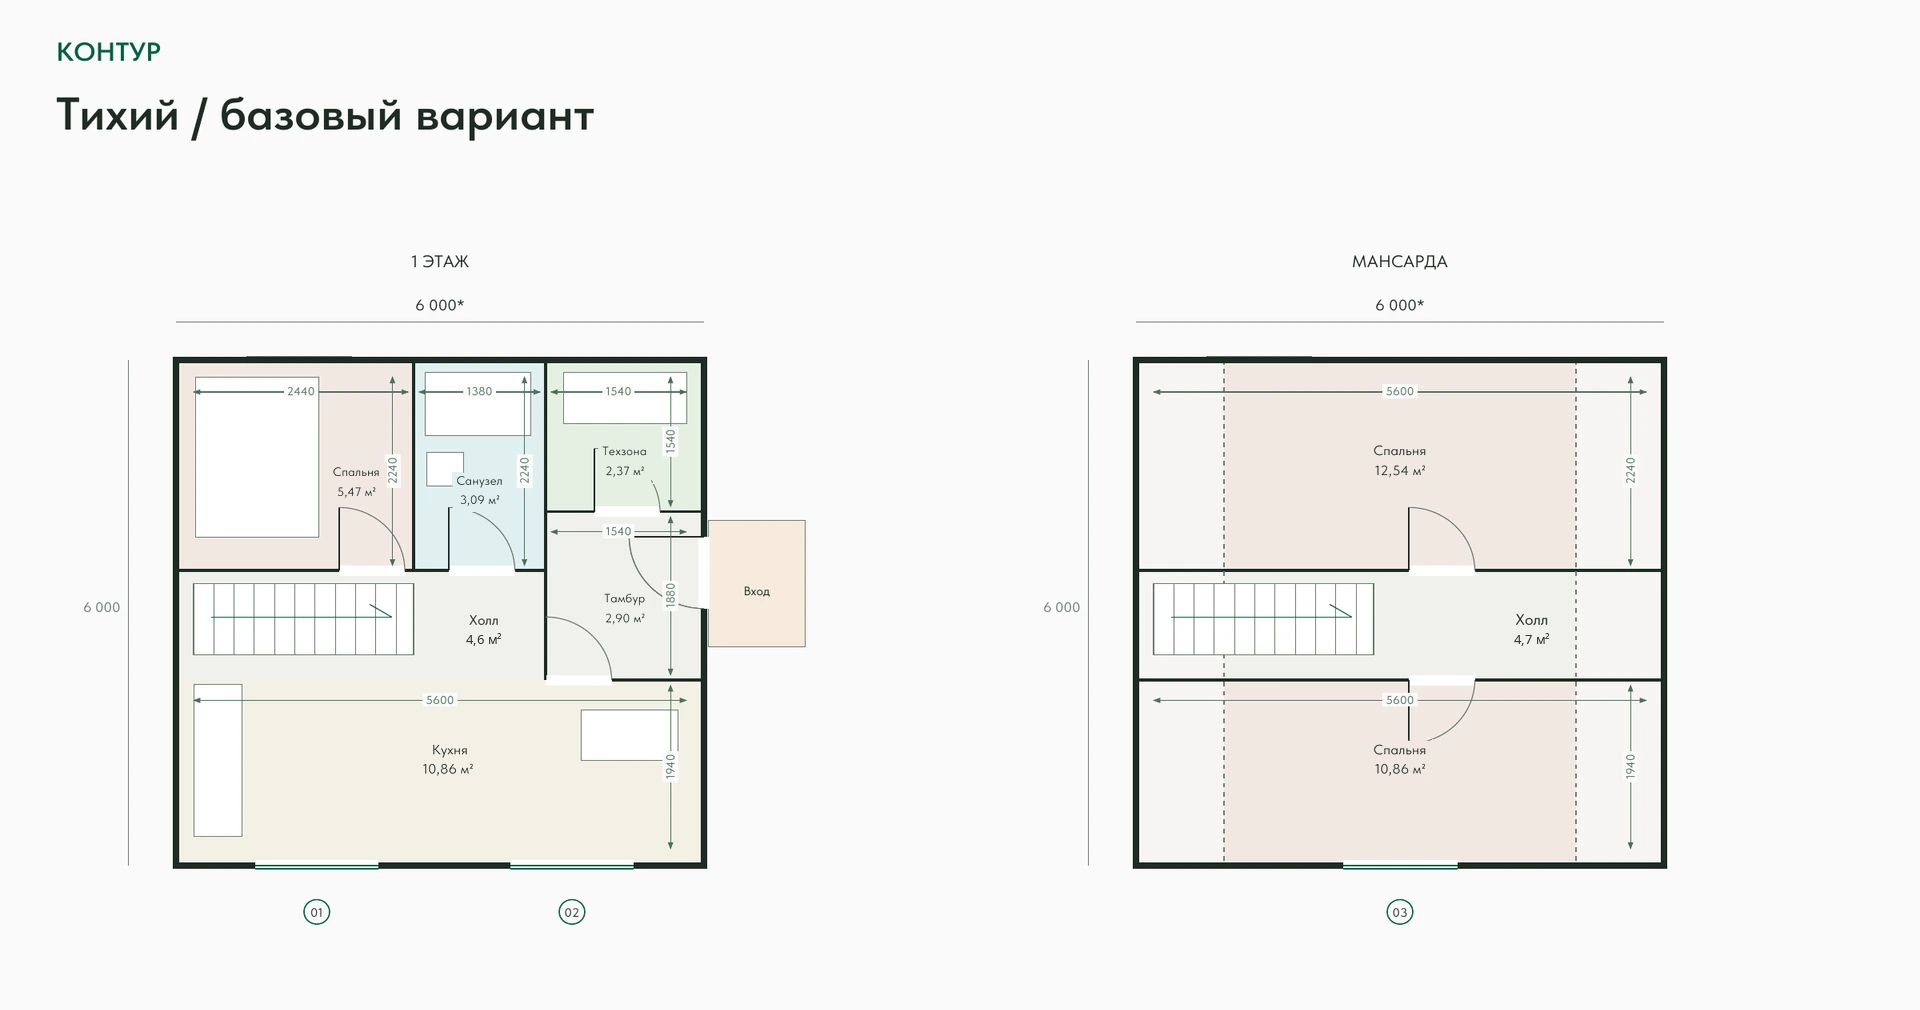 КОНТУР
Тихий / базовый вариант
1 ЭТАЖ
6 000*
6 000
2440
2240
Спальня
5,47 м²
1380
2240
Санузел
3,09 м²
1540
1540
Техзона
2,37 м²
1540
1880
Тамбур
2,90 м²
Вход
Холл
4,6 м²
5600
1940
Кухня
10,86 м²
01
02
МАНСАРДА
6 000*
6 000
5600
2240
Спальня
12,54 м²
Холл
4,7 м²
5600
1940
Спальня
10,86 м²
03